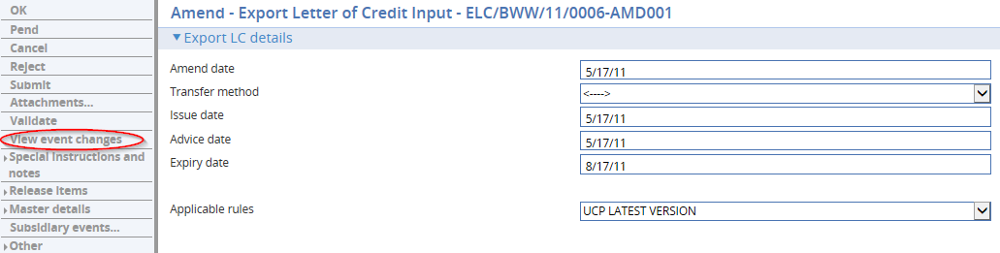 OK
Pend
Cancel
Reject
Submit
Attachments...
Validate
View event changes
Special instructions and
notes
Release items
Master details
Subsidiary events...
Other
Amend - Export Letter of Credit Input - ELC/BWW/11/0006-AMD001
Export LC details
Amend date 5/17/11
Transfer method <---->
Issue date 5/17/11
Advice date 5/17/11
Expiry date 8/17/11
Applicable rules UCP LATEST VERSION